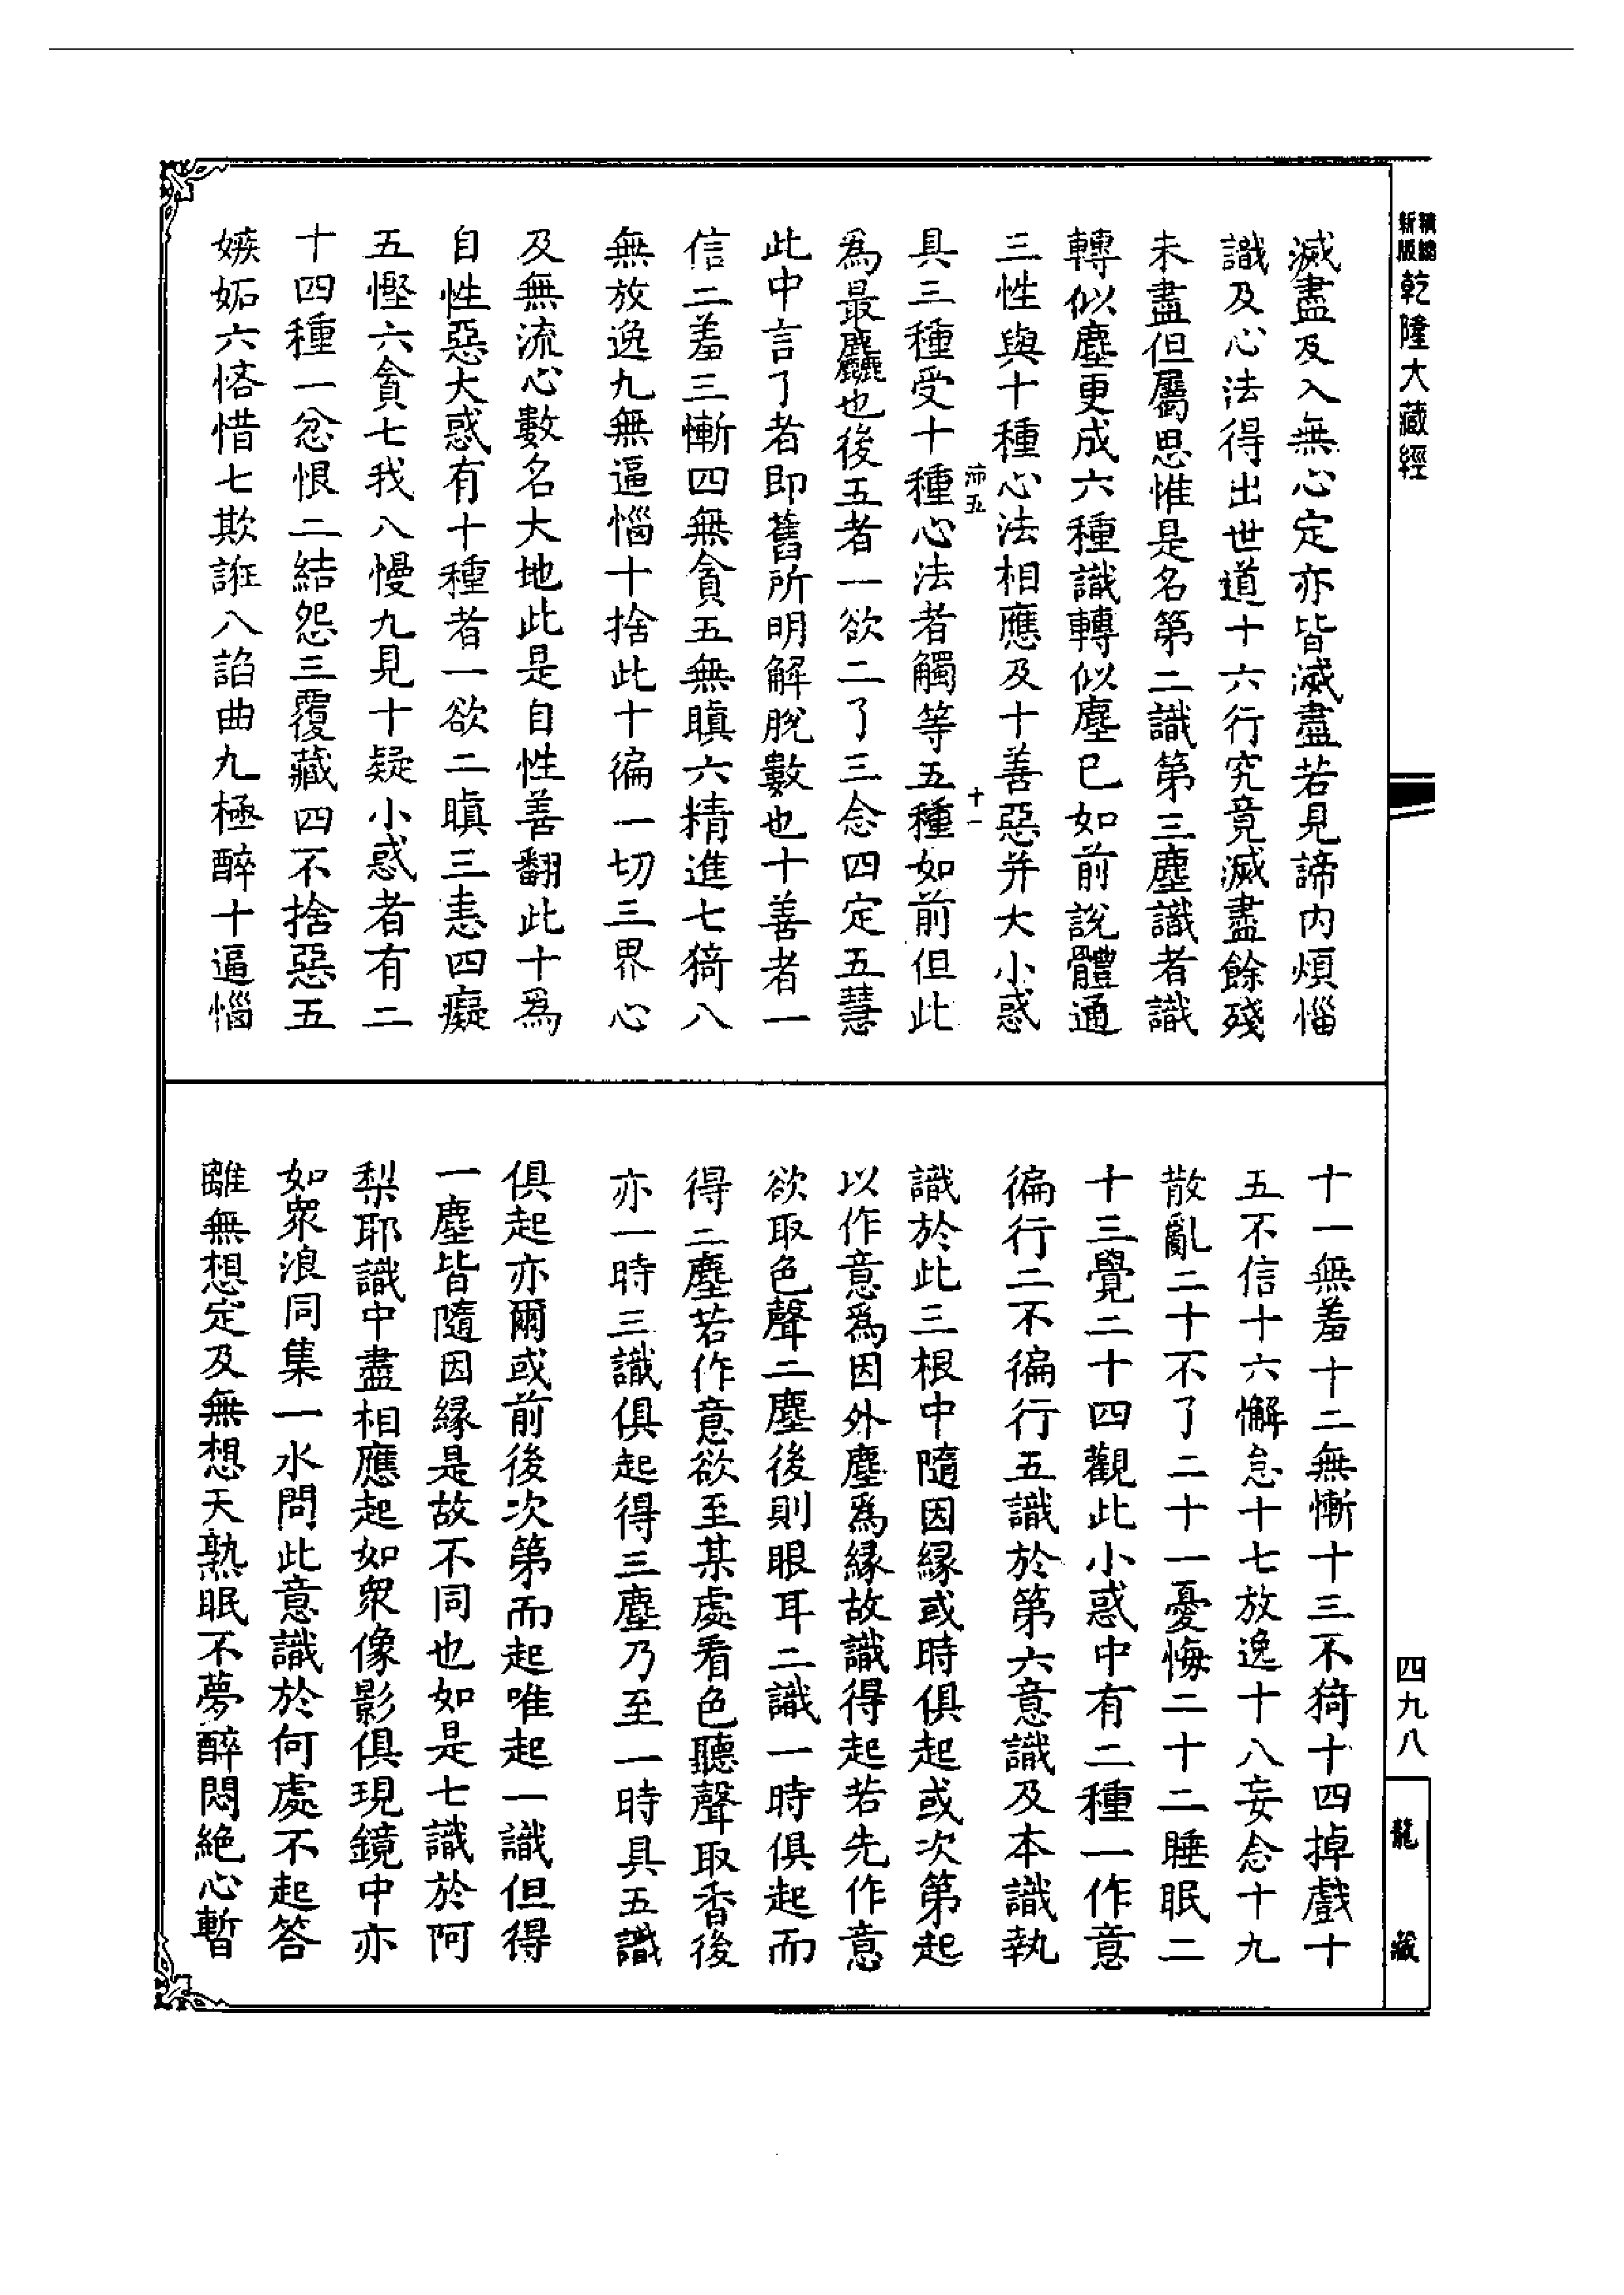 精縮
新版
乾隆大藏經
滅盡及入無心定亦皆滅盡若見諦内煩惱
識及心法得出世道十六行究竟滅盡餘殘
未盡但屬思惟是名第二識第三塵識者識
轉似塵更成六種識轉似塵已如前説體通
三性與十種心法相應及十善惡并大小惑
沛五
十一
具三種受十種心法者觸等五種如前但此
爲最麤也後五者一欲二了三念四定五慧
此中言了者即舊所明解脫數也十善者一
信二羞三慚四無貪五無瞋六精進七猗八
無放逸九無逼惱十捨此十徧一切三界心
及無流心數名大地此是自性善翻此十爲
自性惡大惑有十種者一欲二瞋三恚四癡
五慳六貪七我八慢九見十疑小惑者有二
十四種一忿恨二結怨三覆藏四不捨惡五
嫉妬六悋惜七欺誑八諂曲九極醉十逼惱
十一無羞十二無慚十三不猗十四掉戲十
五不信十六懈怠十七放逸十八妄念十九
散亂二十不了二十一憂悔二十二睡眠二
十三覺二十四觀此小惑中有二種一作意
徧行二不徧行五識於第六意識及本識執
識於此三根中隨因緣或時俱起或次第起
以作意爲因外塵爲緣故識得起若先作意
欲取色聲二塵後則眼耳二識一時俱起而
得二塵若作意欲至某處看色聽聲取香後
亦一時三識俱起得三塵乃至一時具五識
俱起亦爾或前後次第而起唯起一識但得
一塵皆隨因緣是故不同也如是七識於阿
梨耶識中盡相應起如衆像影俱現鏡中亦
如衆浪同集一水問此意識於何處不起答
離無想定及無想天熟眠不夢醉悶絶心暫
四九八
龍藏